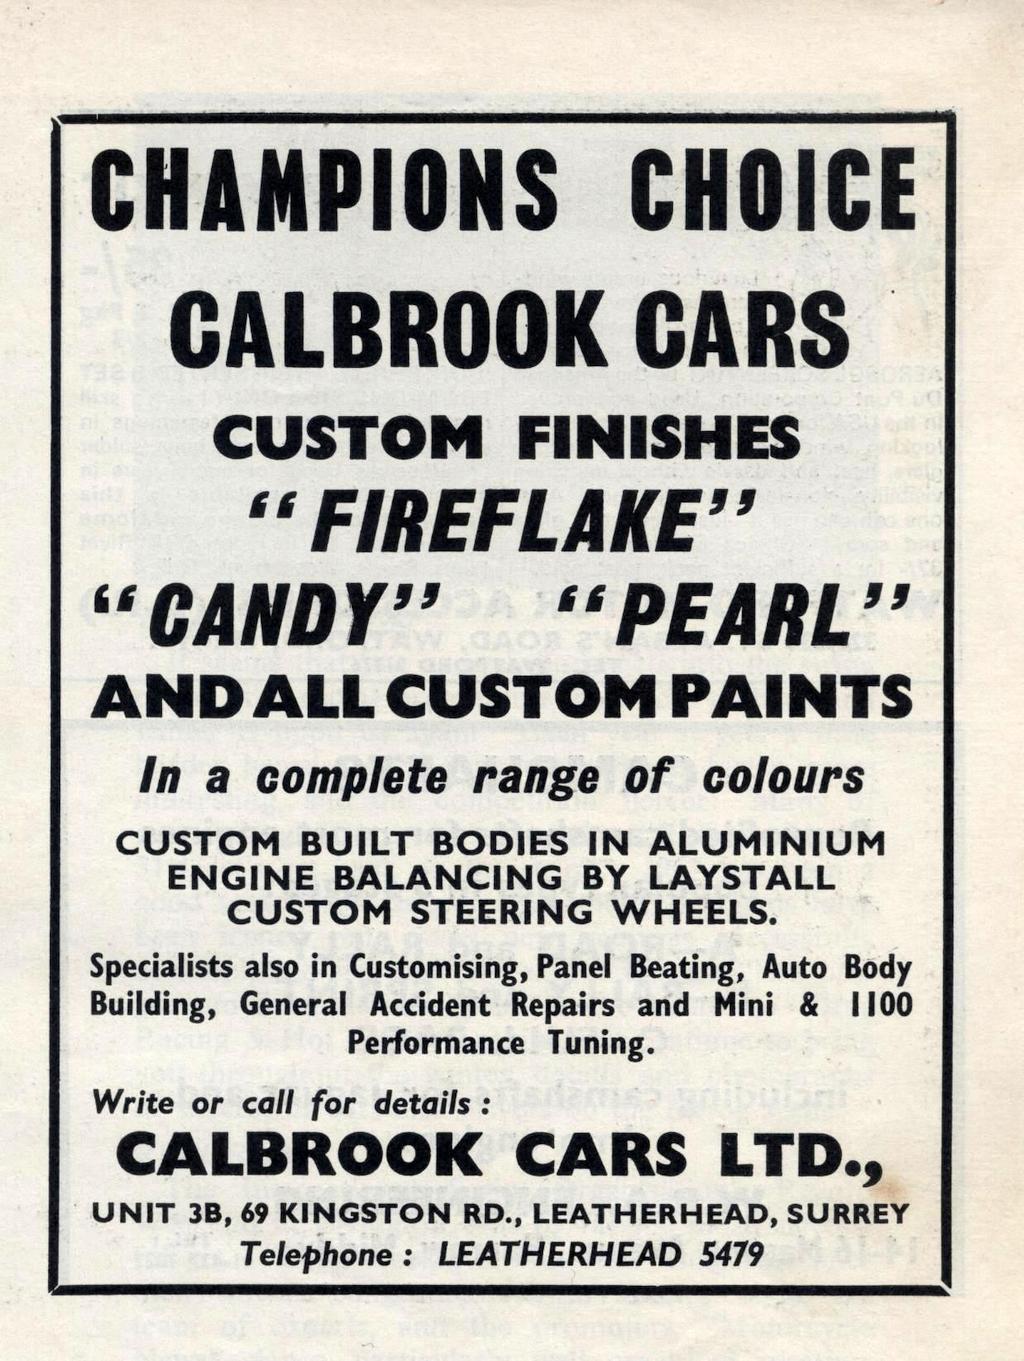 CHAMPIONS CHOICE
CALBROOK CARS
CUSTOM FINISHES
“FIREFLAKE”
“CANDY” “PEARL”
AND ALL CUSTOM PAINTS
In a complete range of colours
CUSTOM BUILT BODIES IN ALUMINIUM
ENGINE BALANCING BY LAYSTALL
CUSTOM STEERING WHEELS.
Specialists also in Customising, Panel Beating, Auto Body
Building, General Accident Repairs and Mini & 1100
Performance Tuning.
Write or call for details :
CALBROOK CARS LTD.,
UNIT 3B, 69 KINGSTON RD., LEATHERHEAD, SURREY
Telephone : LEATHERHEAD 5479